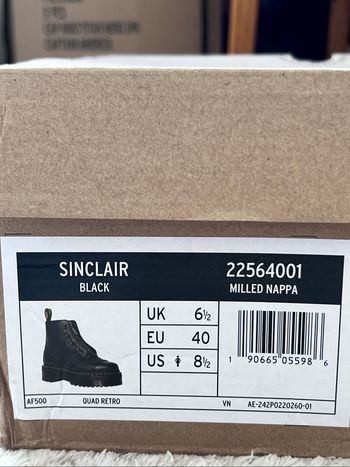 SINCLAIR
BLACK
22564001
MILLED NAPPA
UK 6½
EU 40
US 8½
1 90665 05598 6
AF500 QUAD RETRO VN AE-242P0220260-01